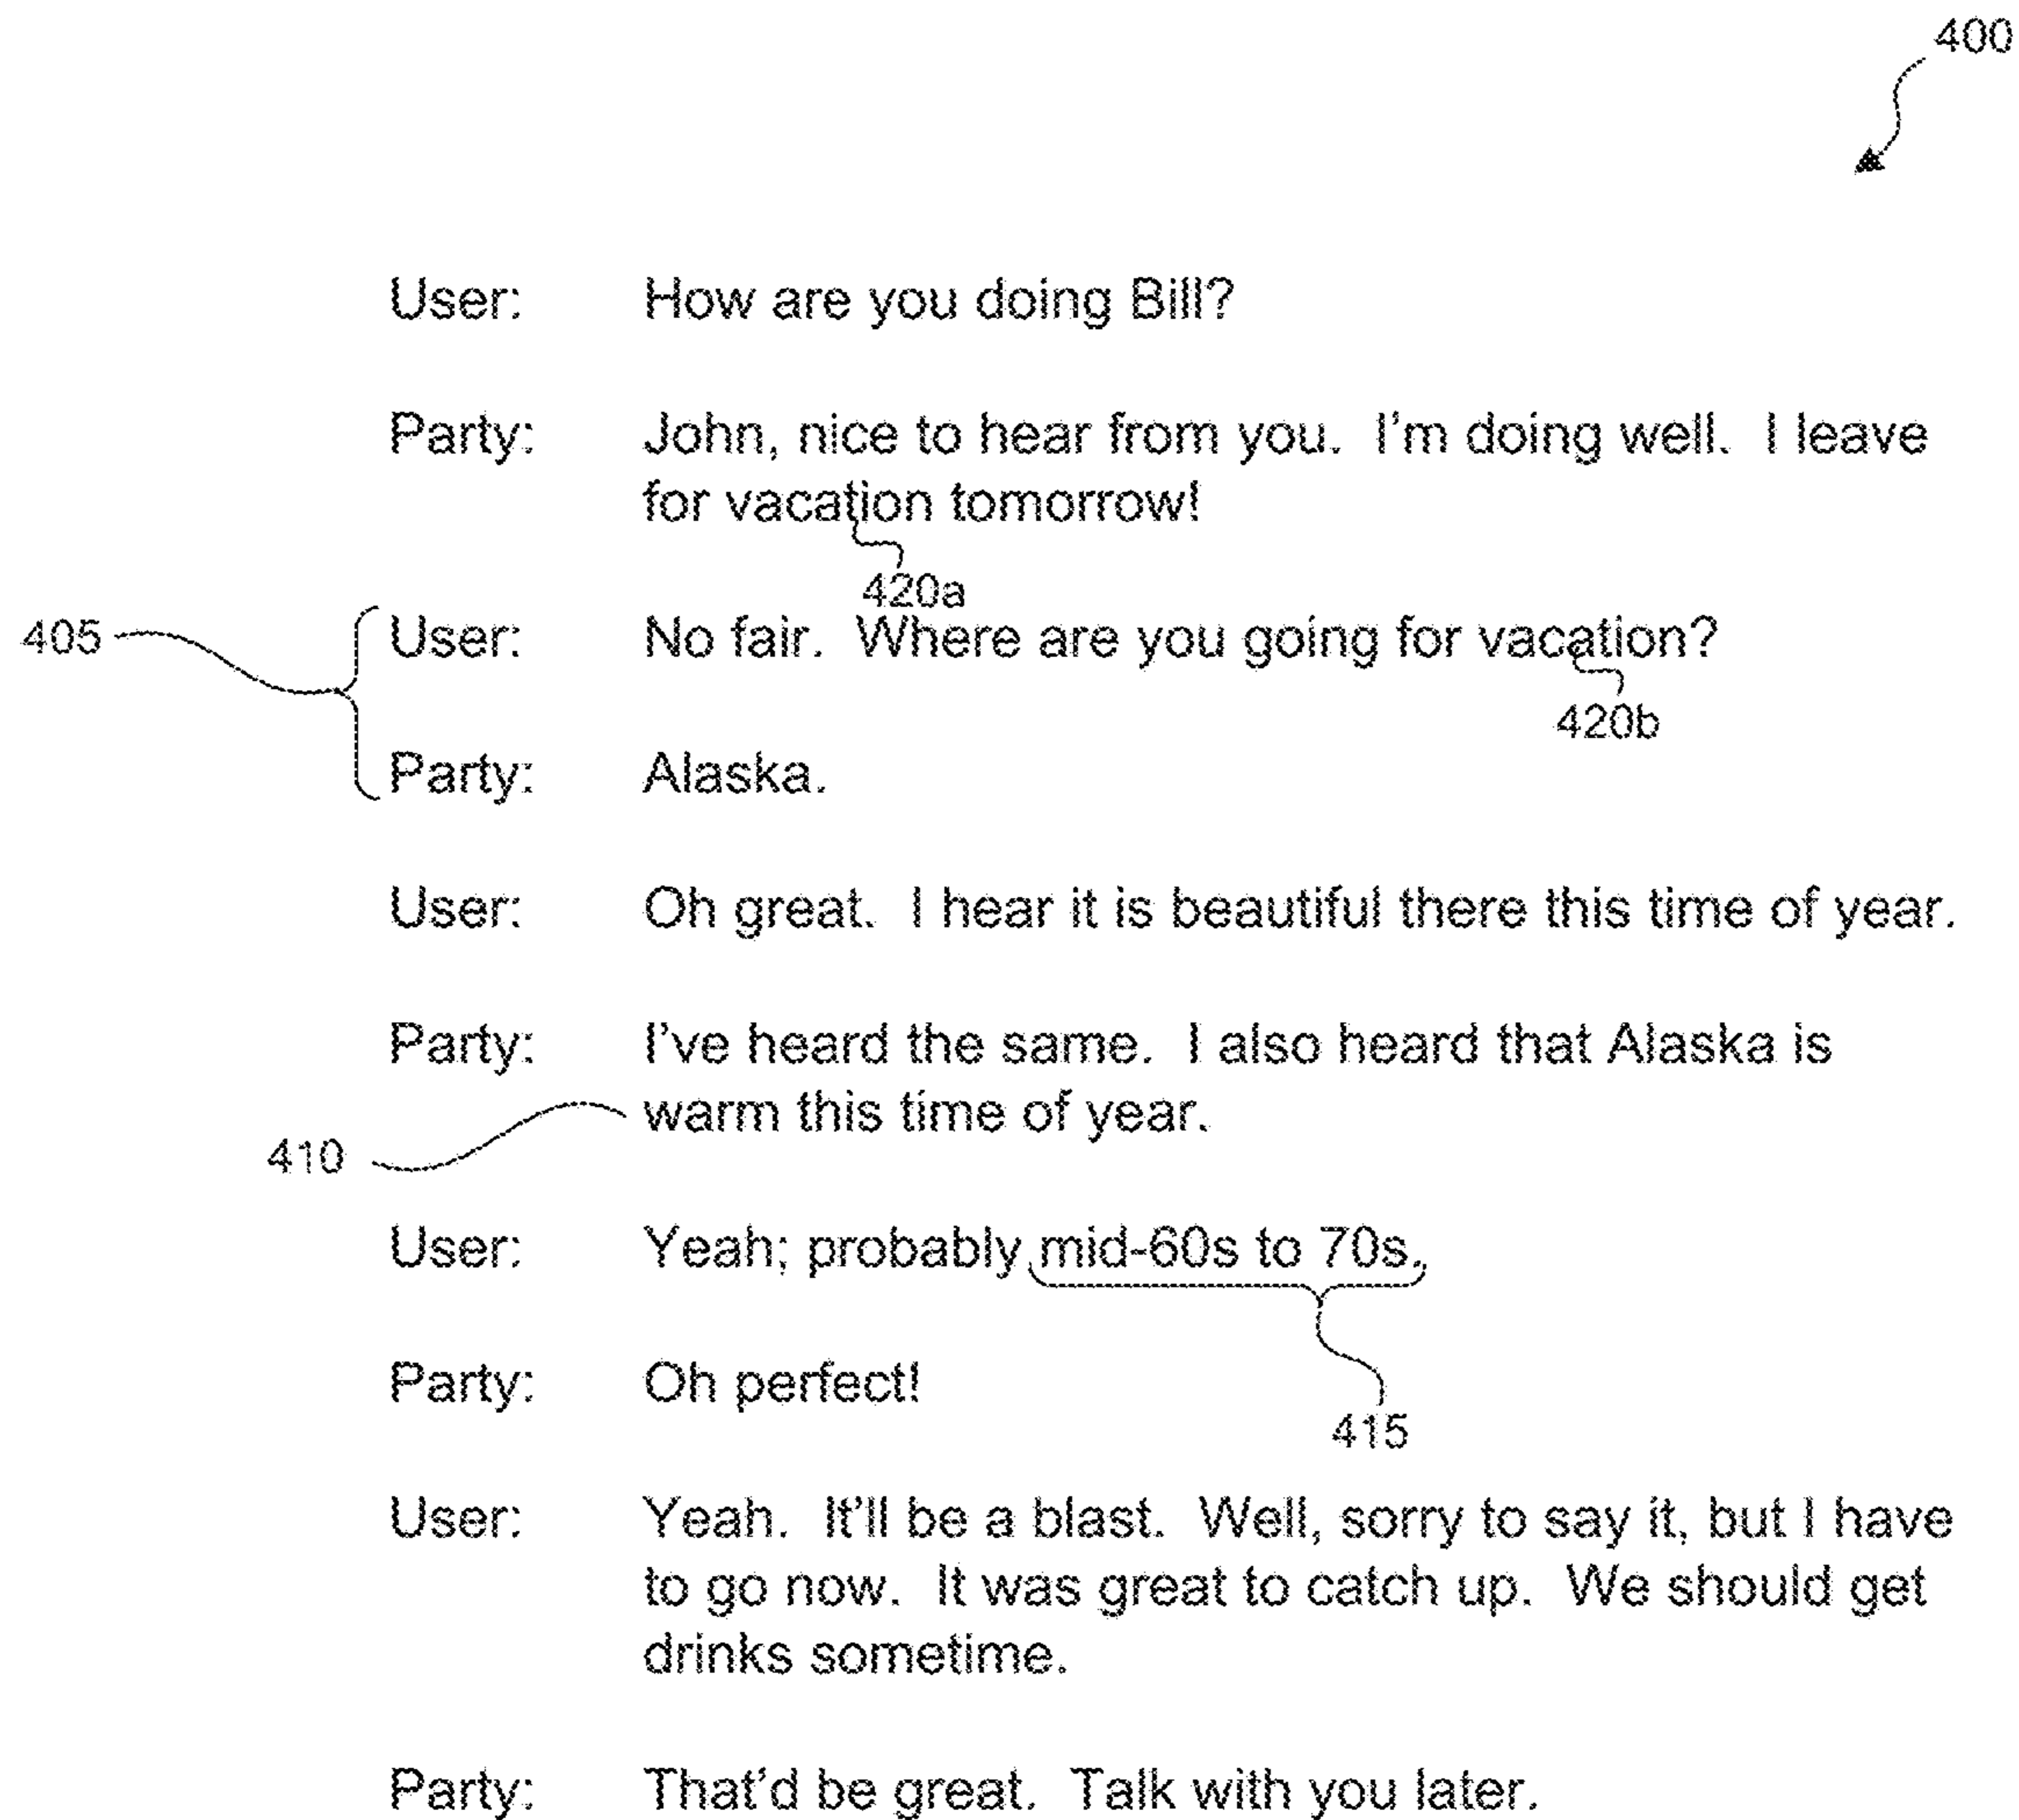 400
User: How are you doing Bill?
Party: John, nice to hear from you. I'm doing well. I leave
for vacation tomorrow!
420a
405
User: No fair. Where are you going for vacation?
420b
Party: Alaska.
User: Oh great. I hear it is beautiful there this time of year.
Party: I've heard the same. I also heard that Alaska is
warm this time of year.
410
User: Yeah; probably mid-60s to 70s.
Party: Oh perfect!
415
User: Yeah. It'll be a blast. Well, sorry to say it, but I have
to go now. It was great to catch up. We should get
drinks sometime.
Party: That'd be great. Talk with you later.